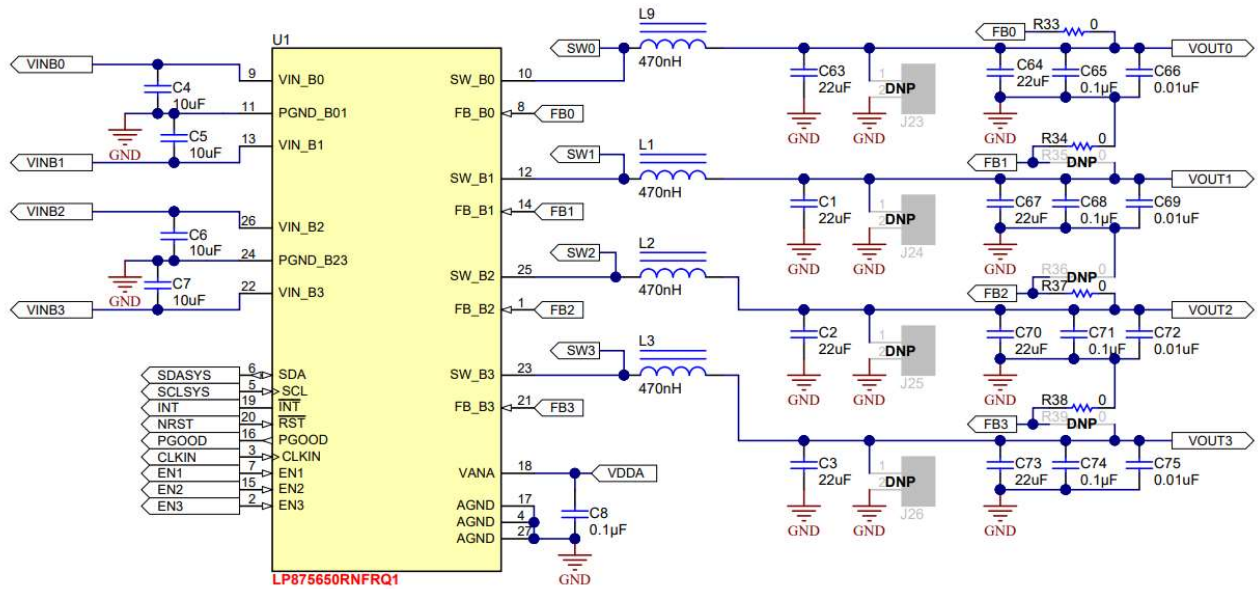 L9
R33 0
U1
FB0
SW0
VOUT0
VINB0
470nH
9 VIN_B0
SW_B0 10
C4
10uF
C63
22uF
1
2
DNP
J23
GND
C64
22uF
C65
0.1µF
C66
0.01uF
GND
11 PGND_B01
FB_B0 8 FB0
GND
C5
10uF
13 VIN_B1
VINB1
SW1
L1
470nH
R34 0
FB1
R35 DNP 0
VOUT1
SW_B1 12
C1
22uF
GND
1
2
DNP
J24
GND
C67
22uF
C68
0.1µF
C69
0.01uF
GND
FB_B1 14 FB1
VINB2
26 VIN_B2
C6
10uF
SW2
L2
470nH
R36 DNP 0
FB2
R37 0
VOUT2
24 PGND_B23
SW_B2 25
GND
C7
10uF
22 VIN_B3
VINB3
FB_B2 1 FB2
C2
22uF
GND
1
2
DNP
J25
GND
C70
22uF
C71
0.1µF
C72
0.01uF
GND
SW3
L3
470nH
SW_B3 23
FB_B3 21 FB3
R38 0
FB3
R39 DNP 0
VOUT3
SDASYS 6 SDA
SCLSYS 5 SCL
INT 19 INT
NRST 20 RST
PGOOD 16 PGOOD
CLKIN 3 CLKIN
EN1 7 EN1
EN2 15 EN2
EN3 2 EN3
C3
22uF
GND
1
2
DNP
J26
GND
C73
22uF
C74
0.1µF
C75
0.01uF
GND
VANA 18 VDDA
AGND 17
AGND 4
AGND 27
C8
0.1µF
GND
LP875650RNFRQ1